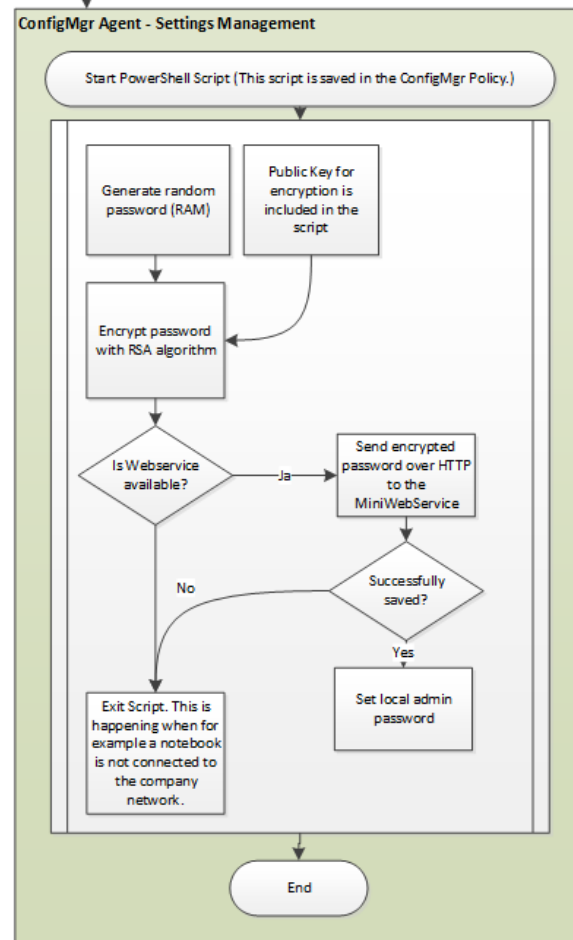 ConfigMgr Agent - Settings Management
Start PowerShell Script (This script is saved in the ConfigMgr Policy.)
Generate random
password (RAM)
Public Key for
encryption is
included in the
script
Encrypt password
with RSA algorithm
Is Webservice
available?
Ja
Send encrypted
password over HTTP
to the
MiniWebService
Successfully
saved?
No
Yes
Exit Script. This is
happening when for
example a notebook
is not connected to
the company
network.
Set local admin
password
End